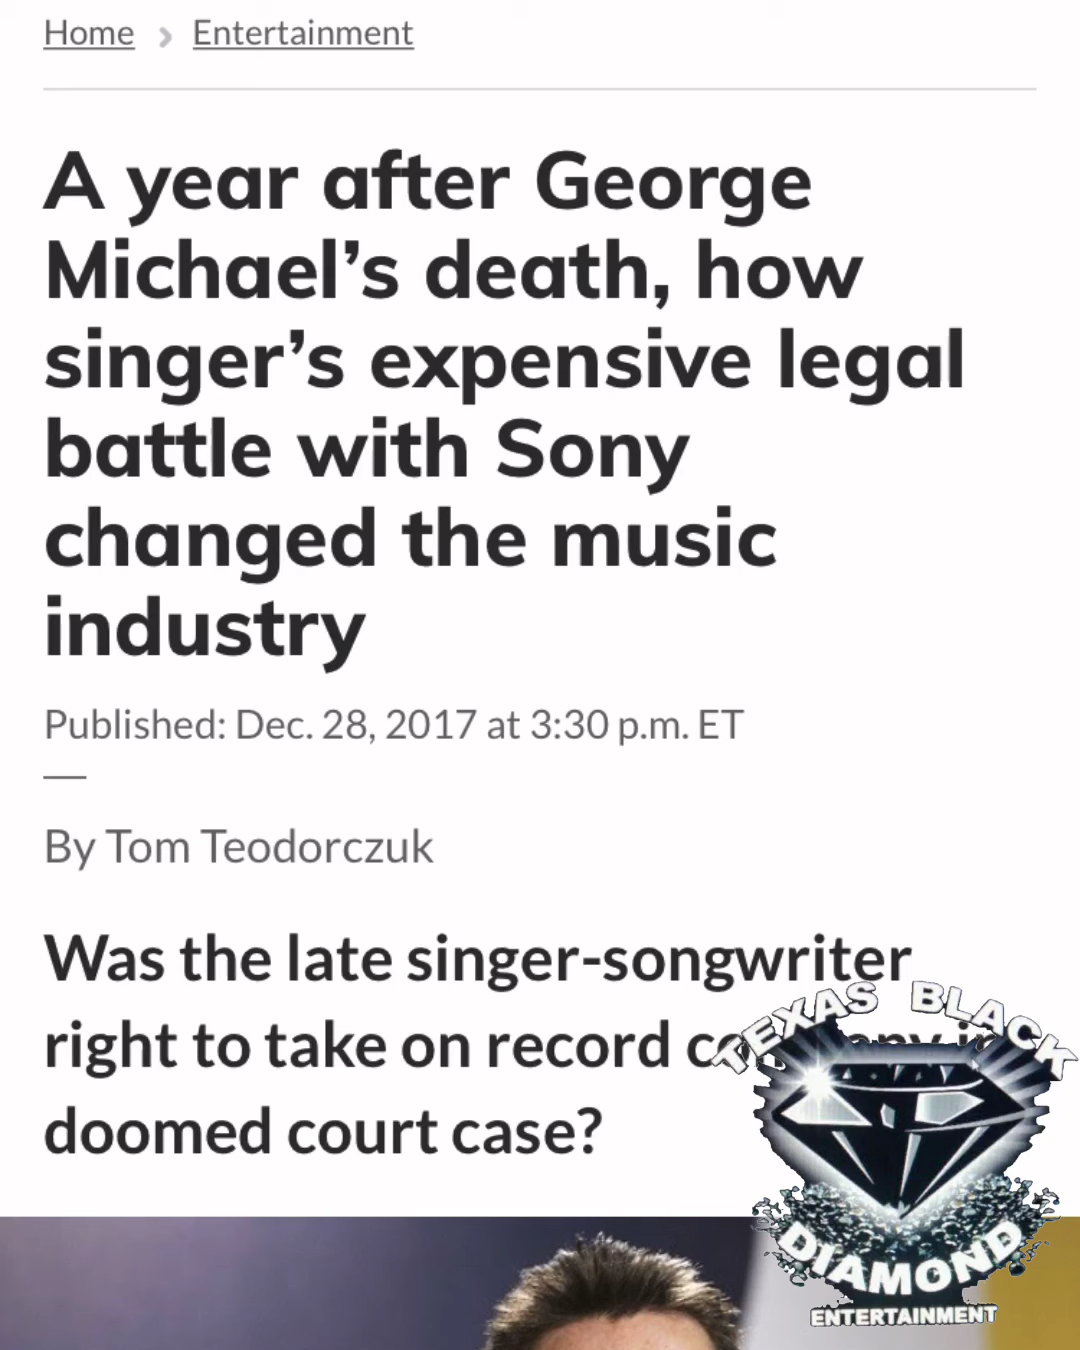 Home › Entertainment
A year after George
Michael’s death, how
singer’s expensive legal
battle with Sony
changed the music
industry
Published: Dec. 28, 2017 at 3:30 p.m. ET
By Tom Teodorczuk
Was the late singer-songwriter
right to take on record
doomed court case?
TEXAS BLACK
DIAMOND
ENTERTAINMENT